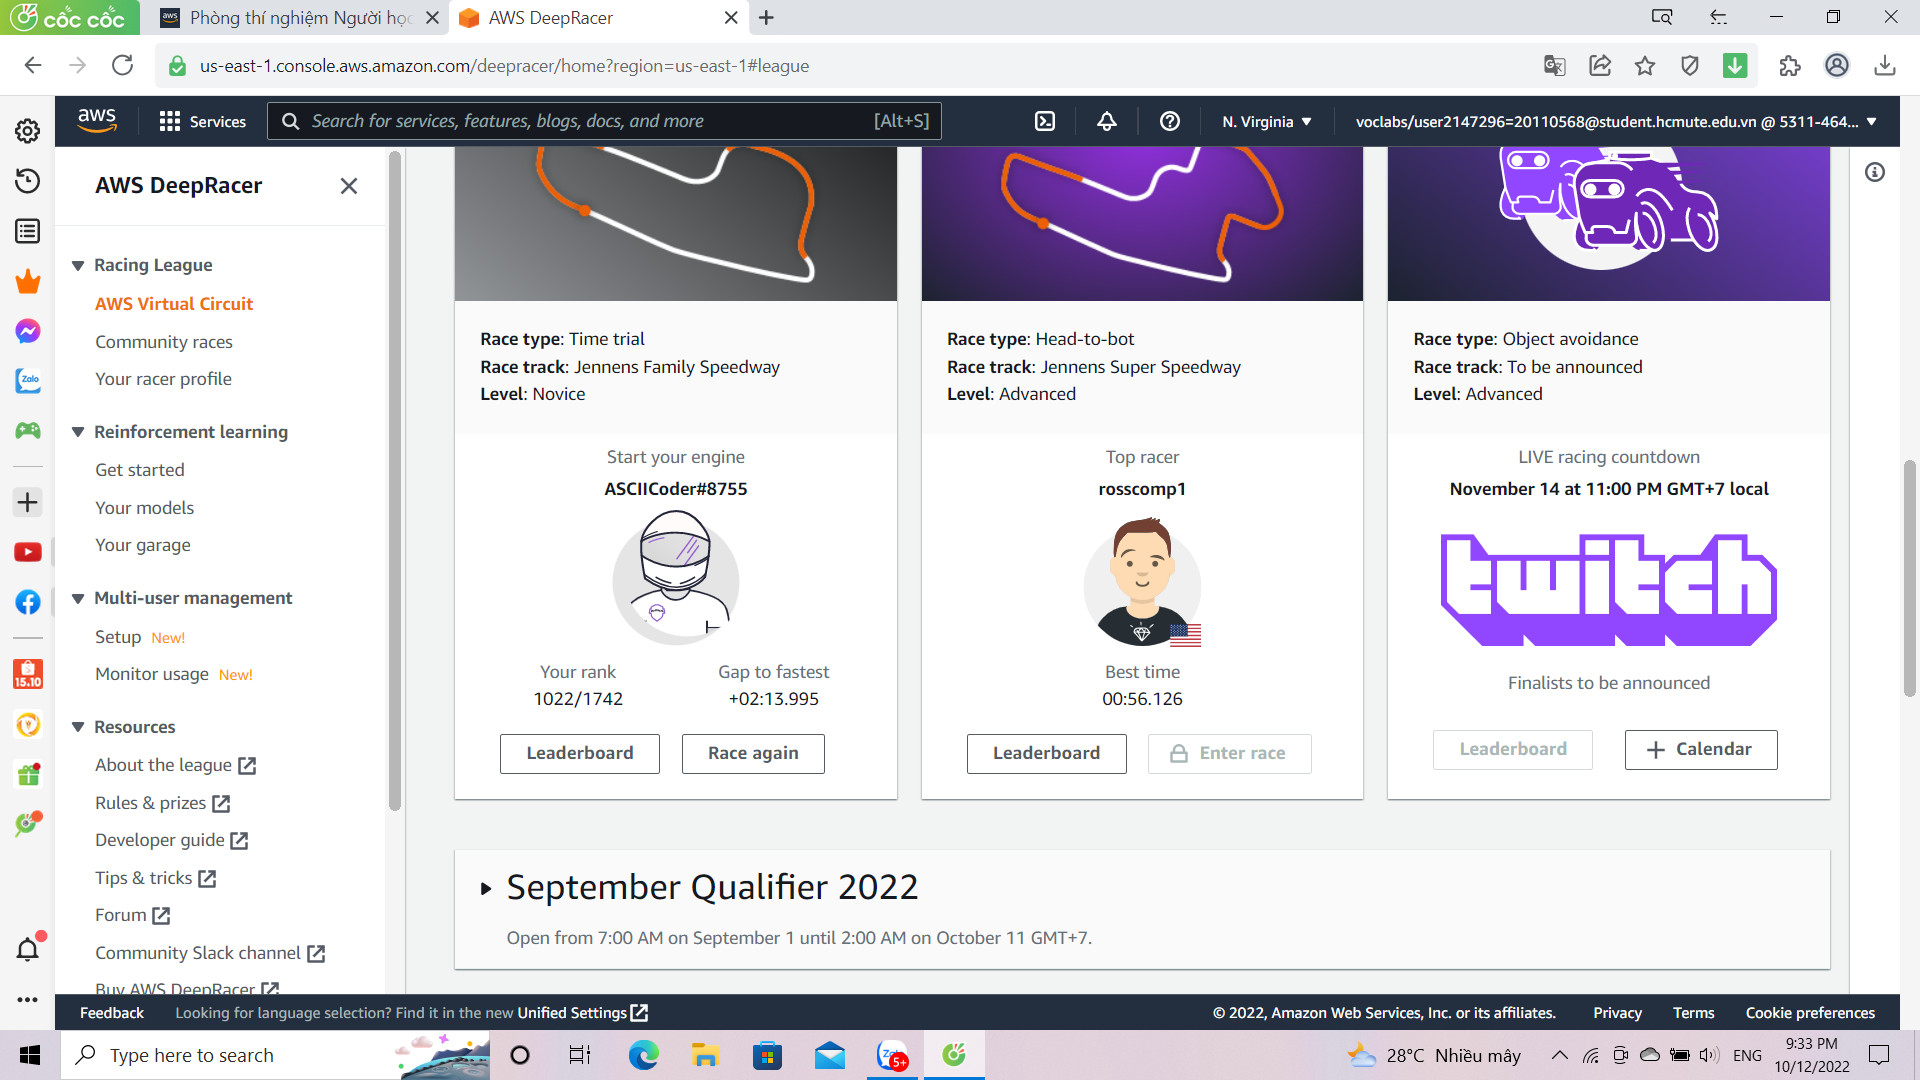 cốc cốc
aws
Phòng thí nghiệm Người học
AWS DeepRacer
us-east-1.console.aws.amazon.com/deepracer/home?region=us-east-1#league
aws
Services
Search for services, features, blogs, docs, and more
[Alt+S]
N. Virginia
voclabs/user2147296=20110568@student.hcmute.edu.vn @ 5311-464...
AWS DeepRacer
Racing League
AWS Virtual Circuit
Community races
Your racer profile
Reinforcement learning
Get started
Your models
Your garage
Multi-user management
Setup New!
Monitor usage New!
Resources
About the league
Rules & prizes
Developer guide
Tips & tricks
Forum
Community Slack channel
Buy AWS DeepRacer
Zalo
15.10
Race type: Time trial
Race track: Jennens Family Speedway
Level: Novice
Start your engine
ASCIICoder#8755
Your rank
1022/1742
Gap to fastest
+02:13.995
Leaderboard
Race again
Race type: Head-to-bot
Race track: Jennens Super Speedway
Level: Advanced
Top racer
rosscomp1
Best time
00:56.126
Leaderboard
Enter race
Race type: Object avoidance
Race track: To be announced
Level: Advanced
LIVE racing countdown
November 14 at 11:00 PM GMT+7 local
twitch
Finalists to be announced
Leaderboard
Calendar
September Qualifier 2022
Open from 7:00 AM on September 1 until 2:00 AM on October 11 GMT+7.
Feedback
Looking for language selection? Find it in the new Unified Settings
© 2022, Amazon Web Services, Inc. or its affiliates.
Privacy
Terms
Cookie preferences
Type here to search
5+
28°C Nhiều mây
ENG
9:33 PM
10/12/2022